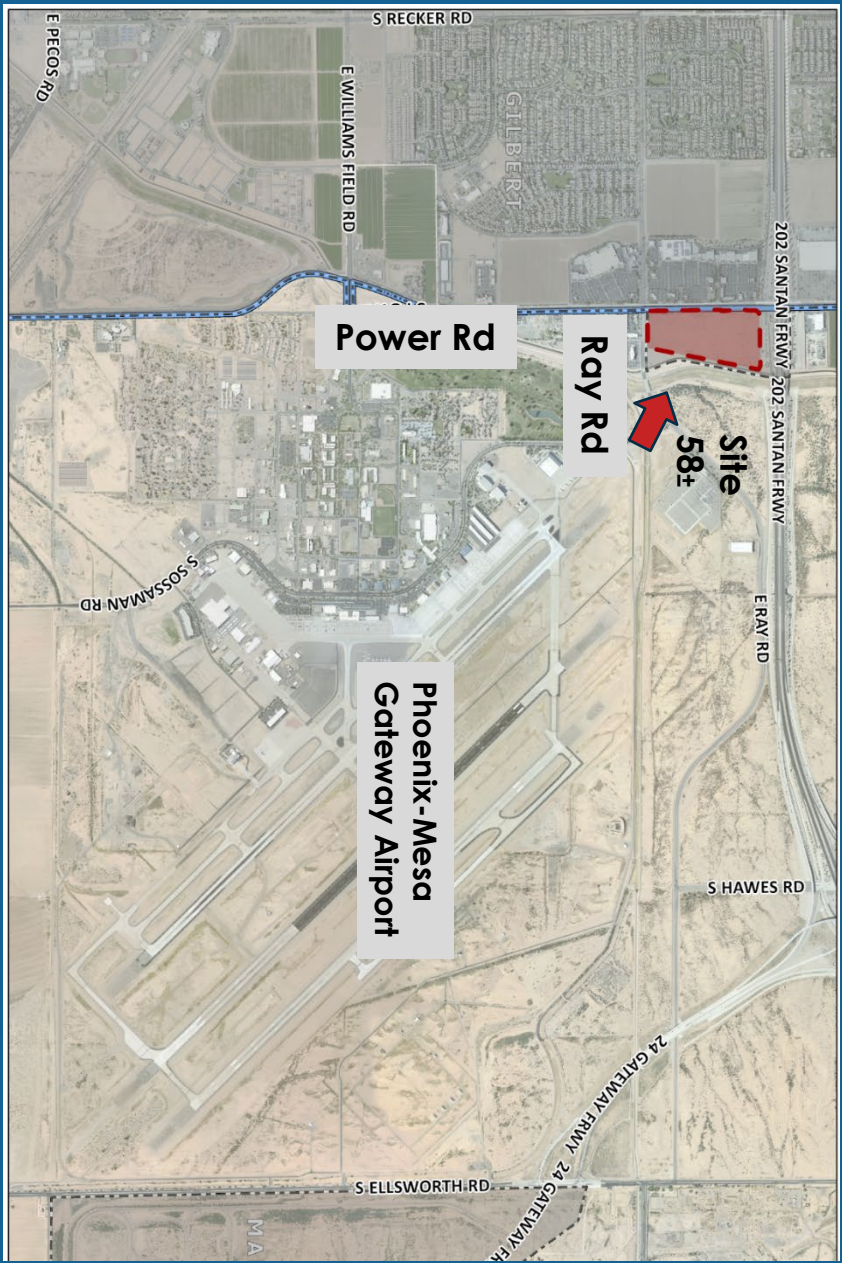 S RECKER RD
E PECOS RD
E WILLIAMS FIELD RD
GILBERT
202 SANTAN FRWY
202 SANTAN FRWY
Power Rd
Ray Rd
Site
58±
E RAY RD
S SOSSAMAN RD
Phoenix-Mesa
Gateway Airport
S HAWES RD
24 GATEWAY FRWY
24 GATEWAY
S ELLSWORTH RD
MA